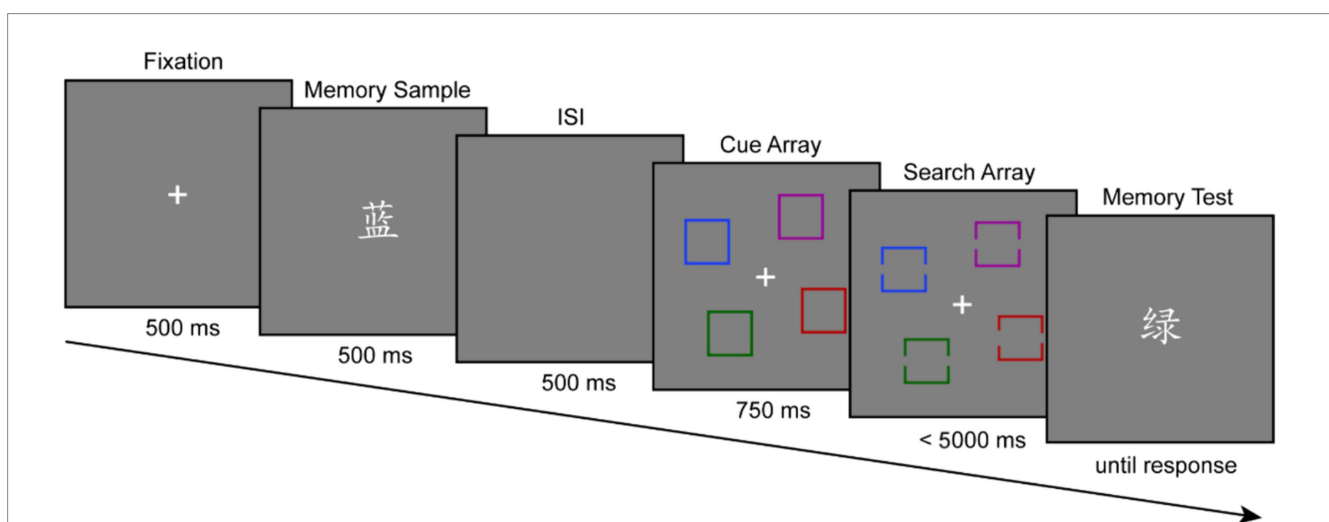 Fixation
Memory Sample
ISI
Cue Array
Search Array
Memory Test
蓝
绿
500 ms
500 ms
500 ms
750 ms
< 5000 ms
until response